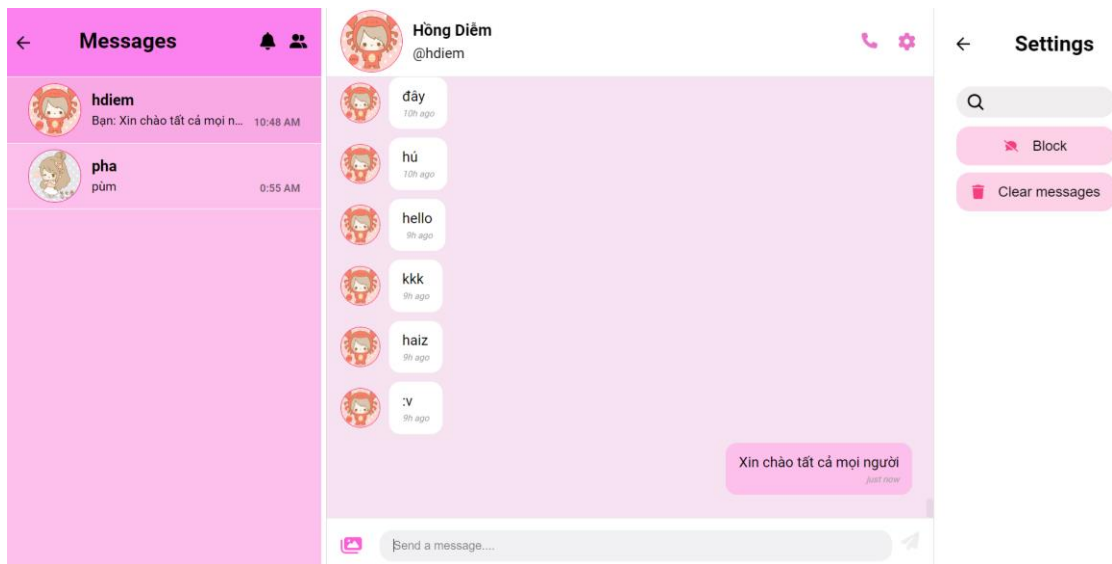 Messages
hdiem
Bạn: Xin chào tất cả mọi n... 10:48 AM
pha
pùm 0:55 AM
Hồng Diễm
@hdiem
đây
10h ago
hú
10h ago
hello
9h ago
kkk
9h ago
haiz
9h ago
:v
9h ago
Xin chào tất cả mọi người
just now
Send a message....
Settings
Block
Clear messages